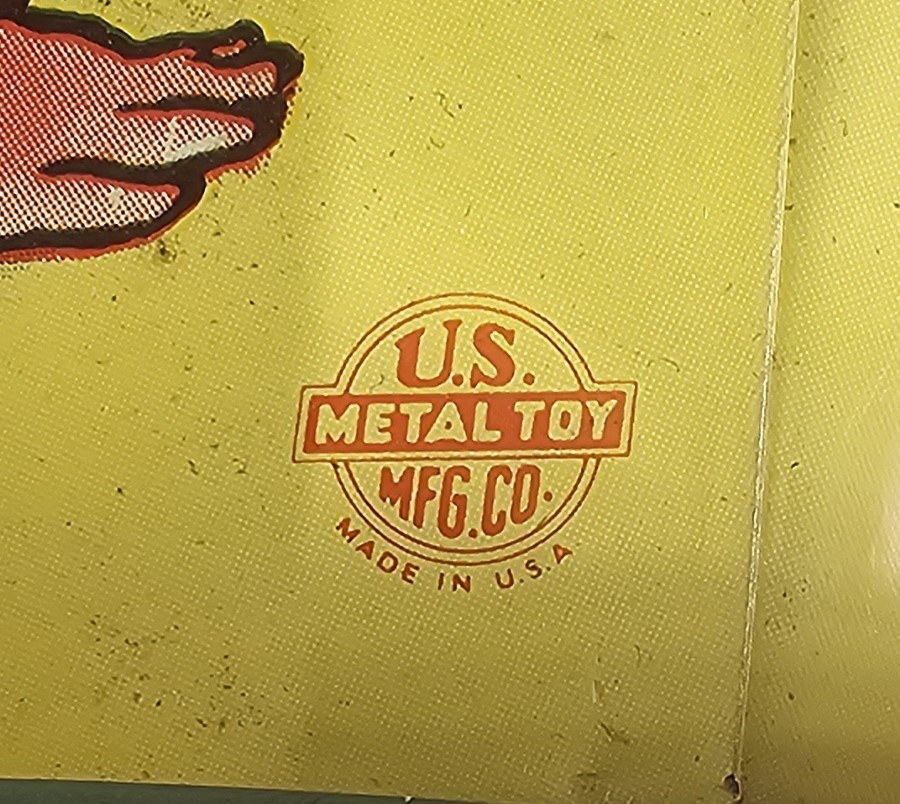 U.S.
METAL TOY
MFG. CO.
MADE IN U.S.A